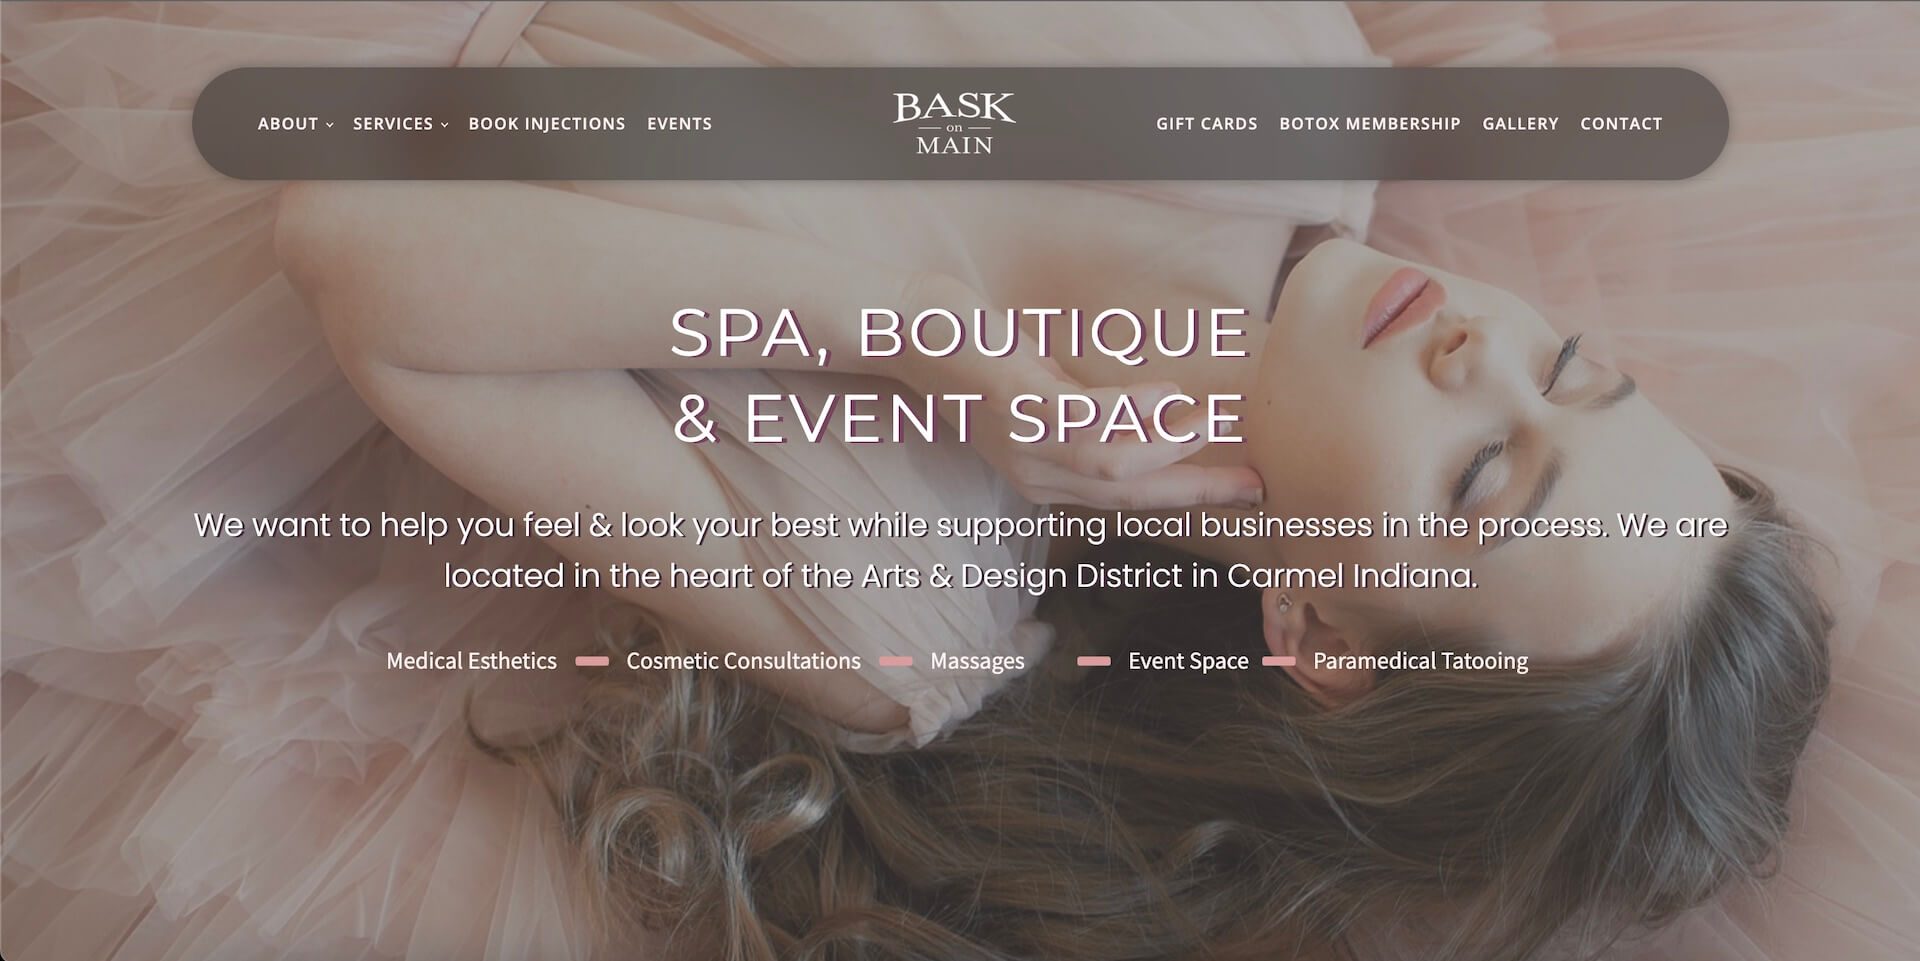 ABOUT SERVICES BOOK INJECTIONS EVENTS
BASK
on
MAIN
GIFT CARDS BOTOX MEMBERSHIP GALLERY CONTACT
SPA, BOUTIQUE
& EVENT SPACE
We want to help you feel & look your best while supporting local businesses in the process. We are
located in the heart of the Arts & Design District in Carmel Indiana.
Medical Esthetics Cosmetic Consultations Massages Event Space Paramedical Tatooing